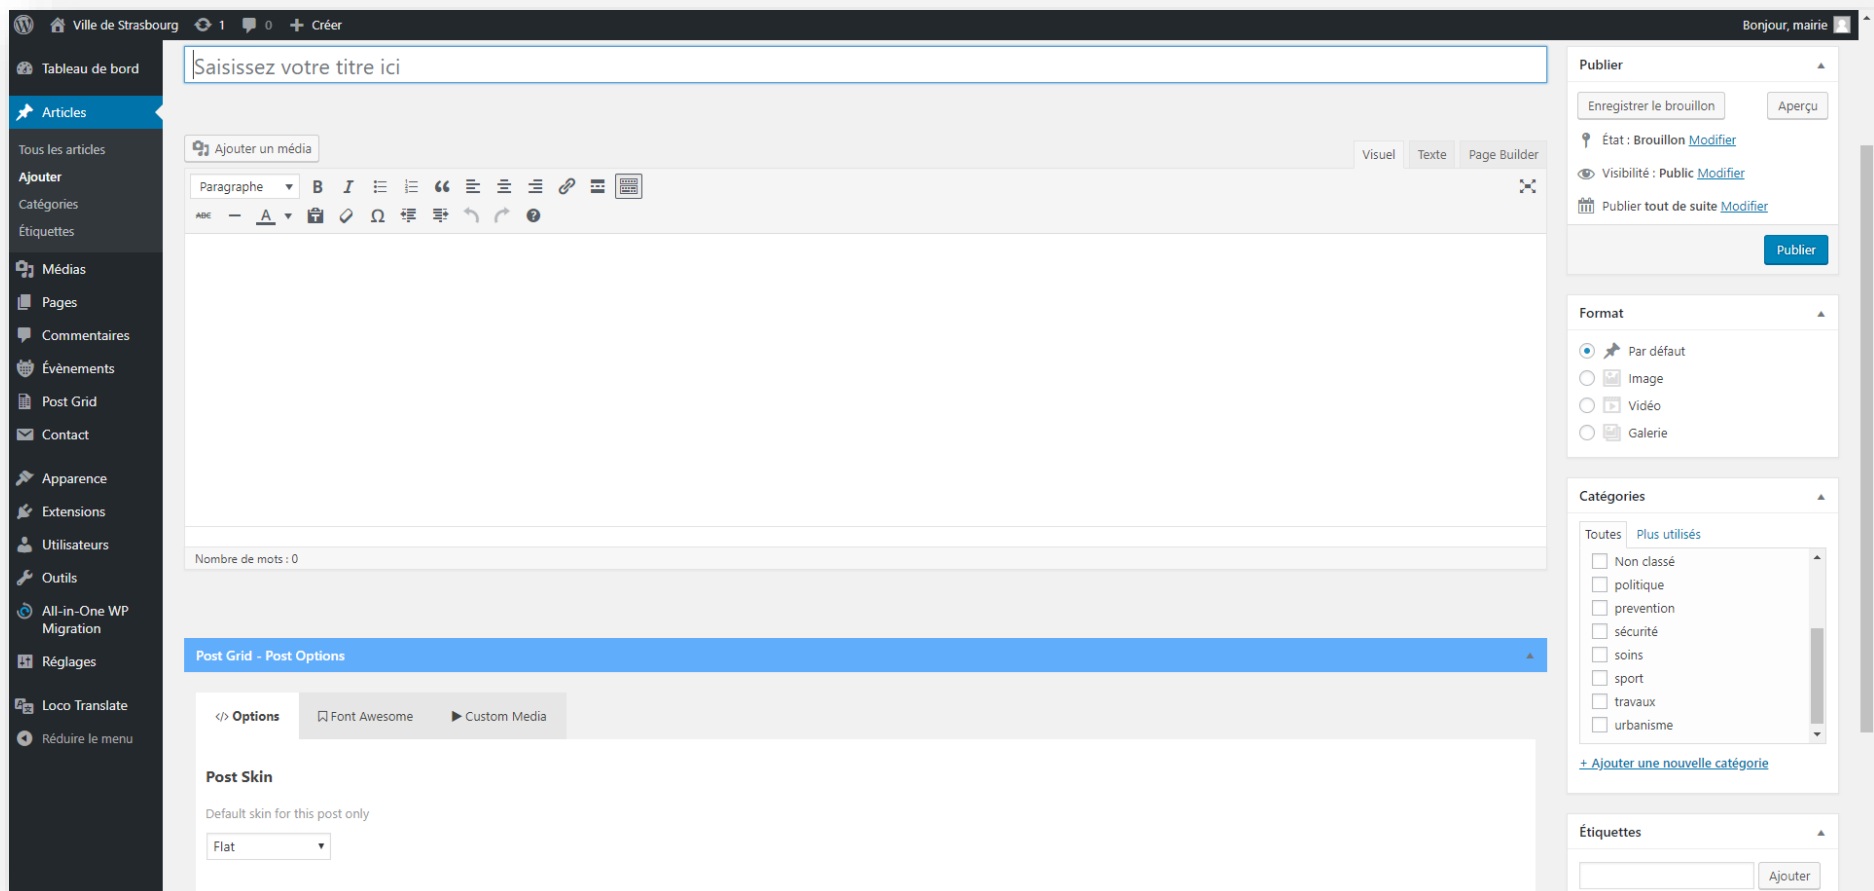 Ville de Strasbourg 1 0 Créer Bonjour, mairie
Tableau de bord
Articles
Tous les articles
Ajouter
Catégories
Étiquettes
Médias
Pages
Commentaires
Évènements
Post Grid
Contact
Apparence
Extensions
Utilisateurs
Outils
All-in-One WP
Migration
Réglages
Loco Translate
Réduire le menu
Saisissez votre titre ici
Ajouter un média
Visuel Texte Page Builder
Paragraphe B I
ABC A Ω
Nombre de mots : 0
Post Grid - Post Options
</> Options Font Awesome Custom Media
Post Skin
Default skin for this post only
Flat
Publier
Enregistrer le brouillon Aperçu
État : Brouillon Modifier
Visibilité : Public Modifier
Publier tout de suite Modifier
Publier
Format
Par défaut
Image
Vidéo
Galerie
Catégories
Toutes Plus utilisés
Non classé
politique
prevention
sécurité
soins
sport
travaux
urbanisme
+ Ajouter une nouvelle catégorie
Étiquettes
Ajouter